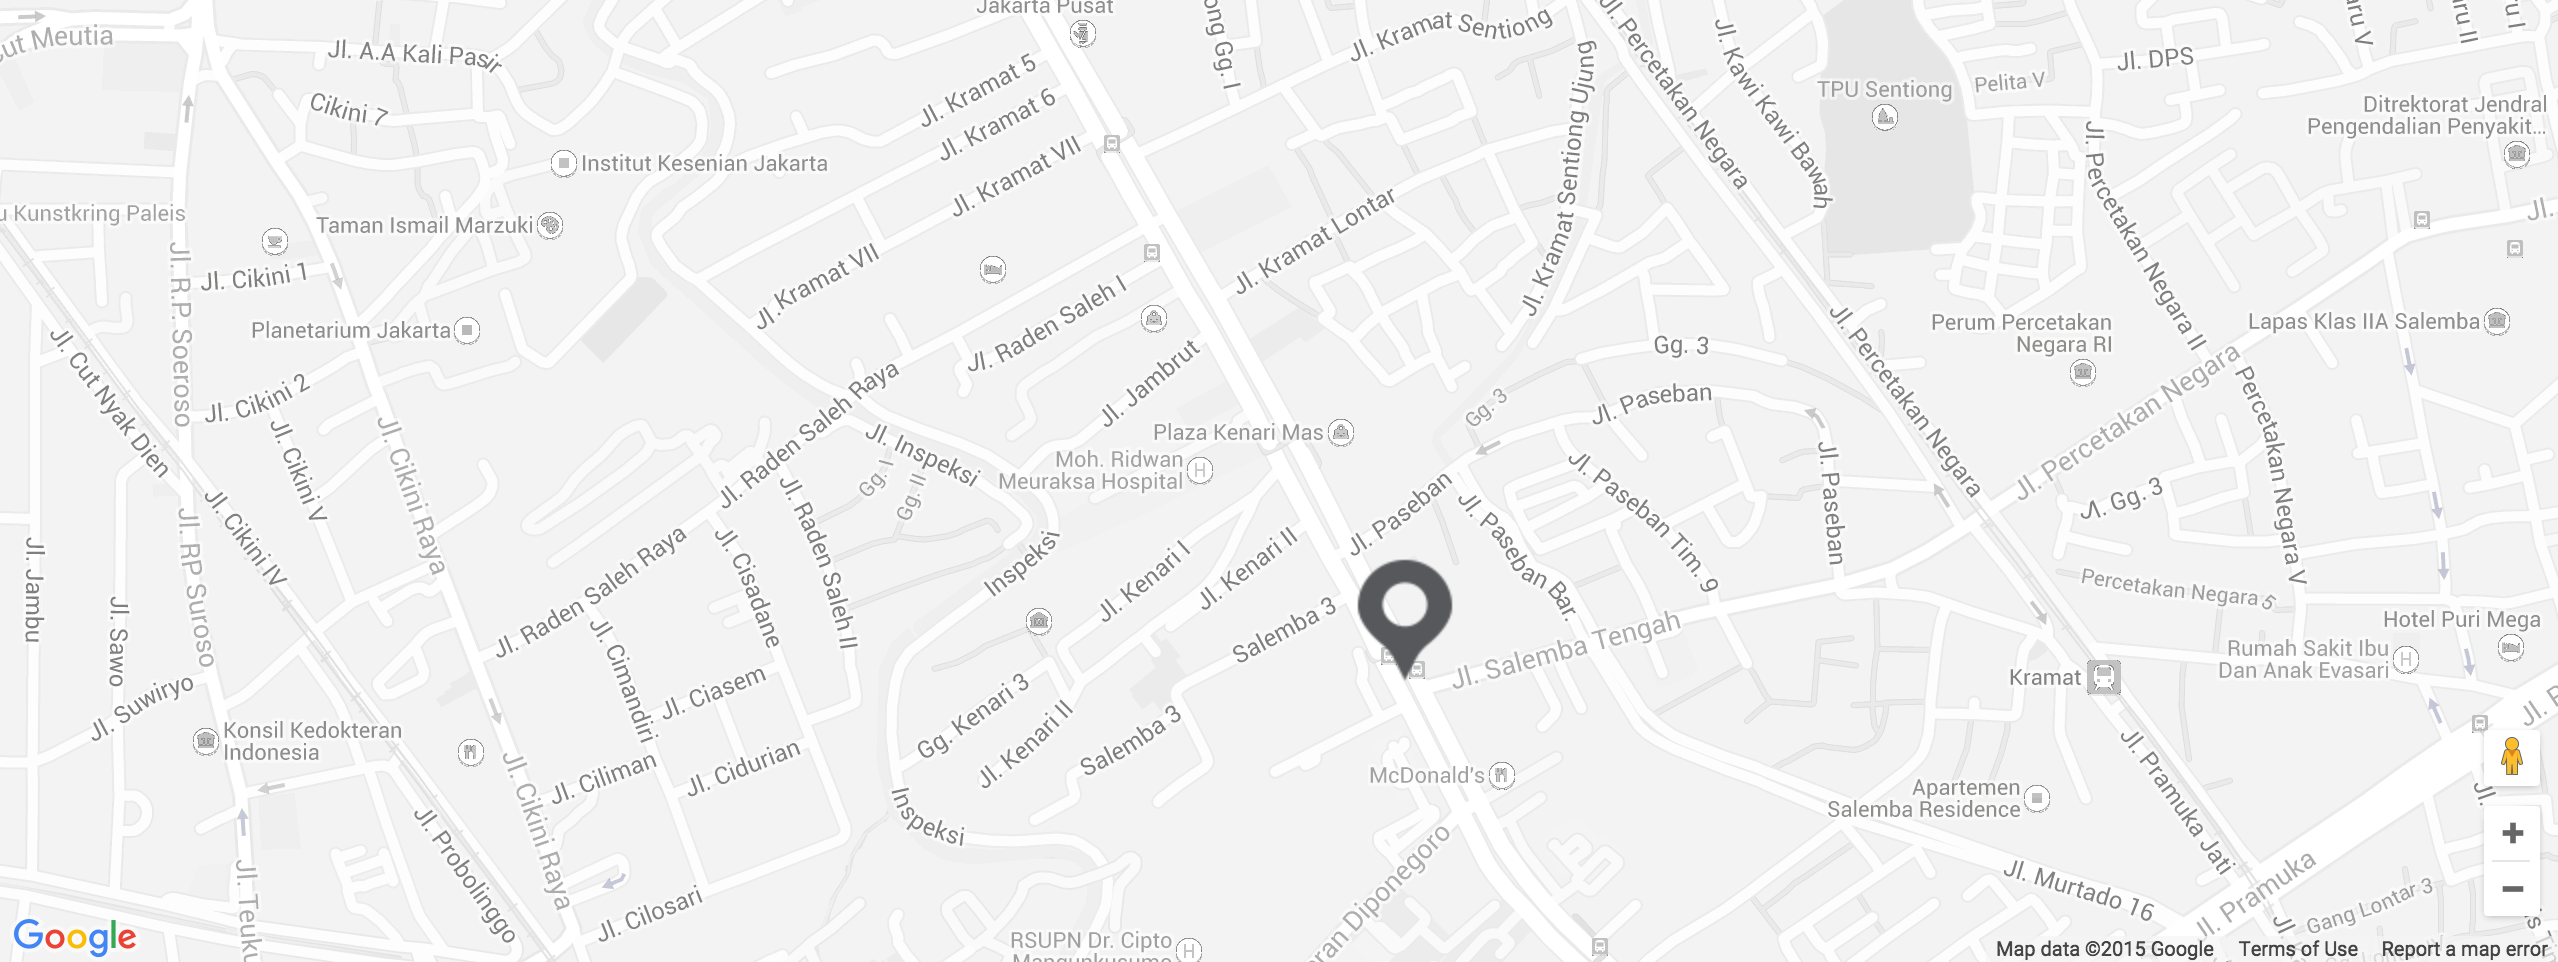 Jakarta Pusat
Cut Meutia
Jl. A.A Kali Pasir
Cikini 7
Institut Kesenian Jakarta
Kunstkring Paleis
Taman Ismail Marzuki
Jl. Cikini 1
Planetarium Jakarta
Jl. R.P. Soeroso
Jl. Cikini 2
Jl. Cut Nyak Dien
Jl. Cikini V
Jl. Cikini Raya
Jl. Cikini IV
Jl. RP Suroso
Jl. Jambu
Jl. Sawo
Jl. Suwiryo
Konsil Kedokteran
Indonesia
Jl. Teuku
Jl. Probolinggo
Jl. Cikini Raya
Jl. Kramat 5
Jl. Kramat 6
Jl. Kramat VII
Jl.Kramat VII
Jl. Raden Saleh I
Jl. Raden Saleh Raya
Jl. Raden Saleh Raya
Jl. Jambrut
Jl. Inspeksi
Gg. I
Gg. II
Jl. Raden Saleh II
Jl. Cisadane
Jl. Cimandiri
Jl. Ciasem
Jl. Ciliman
Jl. Cidurian
Jl. Cilosari
Inspeksi
Inspeksi
Plaza Kenari Mas
Moh. Ridwan
Meuraksa Hospital
Jl. Kenari I
Jl. Kenari II
Gg. Kenari 3
Jl. Kenari II
Salemba 3
Salemba 3
RSUPN Dr. Cipto
Mangunkusumo
Gg. I
Jl. Kramat Sentiong
Jl. Kramat Sentiong Ujung
Jl. Kramat Lontar
Jl. Percetakan Negara
Jl. Kawi Kawi Bawah
TPU Sentiong
Pelita V
Jl. DPS
Ditrektorat Jendral
Pengendalian Penyakit...
Jl. Percetakan Negara II
Jl. Percetakan Negara
Perum Percetakan
Negara RI
Lapas Klas IIA Salemba
Jl. Percetakan Negara
Percetakan Negara V
Gg. 3
Gg. 3
Jl. Paseban
Jl. Paseban
Jl. Paseban
Jl. Paseban Bar.
Jl. Paseban Tim. 9
Jl. Gg. 3
Percetakan Negara 5
Jl. Salemba Tengah
Hotel Puri Mega
Rumah Sakit Ibu
Dan Anak Evasari
Kramat
McDonald's
Diponegoro
Apartemen
Salemba Residence
Jl. Pramuka Jati
Jl. Murtado 16
Jl. Pramuka
Gang Lontar 3
Google
Map data ©2015 Google
Terms of Use
Report a map error